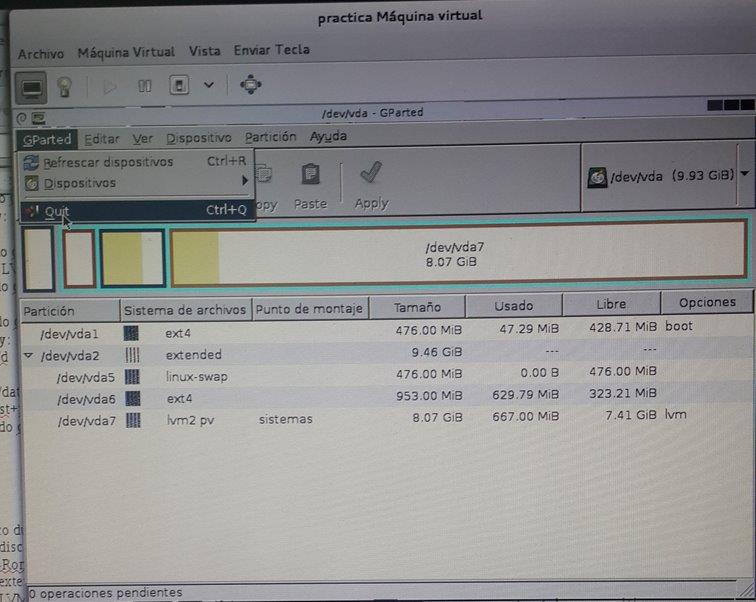 practica Máquina virtual
Archivo Máquina Virtual Vista Enviar Tecla
/dev/vda - GParted
GParted Editar Ver Dispositivo Partición Ayuda
Refrescar dispositivos Ctrl+R
Dispositivos
Quit Ctrl+Q
opy Paste Apply
/dev/vda (9.93 GiB)
/dev/vda7
8.07 GiB
Partición Sistema de archivos Punto de montaje Tamaño Usado Libre Opciones
/dev/vda1 ext4 476.00 MiB 47.29 MiB 428.71 MiB boot
/dev/vda2 extended 9.46 GiB --- ---
/dev/vda5 linux-swap 476.00 MiB 0.00 B 476.00 MiB
/dev/vda6 ext4 953.00 MiB 629.79 MiB 323.21 MiB
/dev/vda7 lvm2 pv sistemas 8.07 GiB 667.00 MiB 7.41 GiB lvm
0 operaciones pendientes